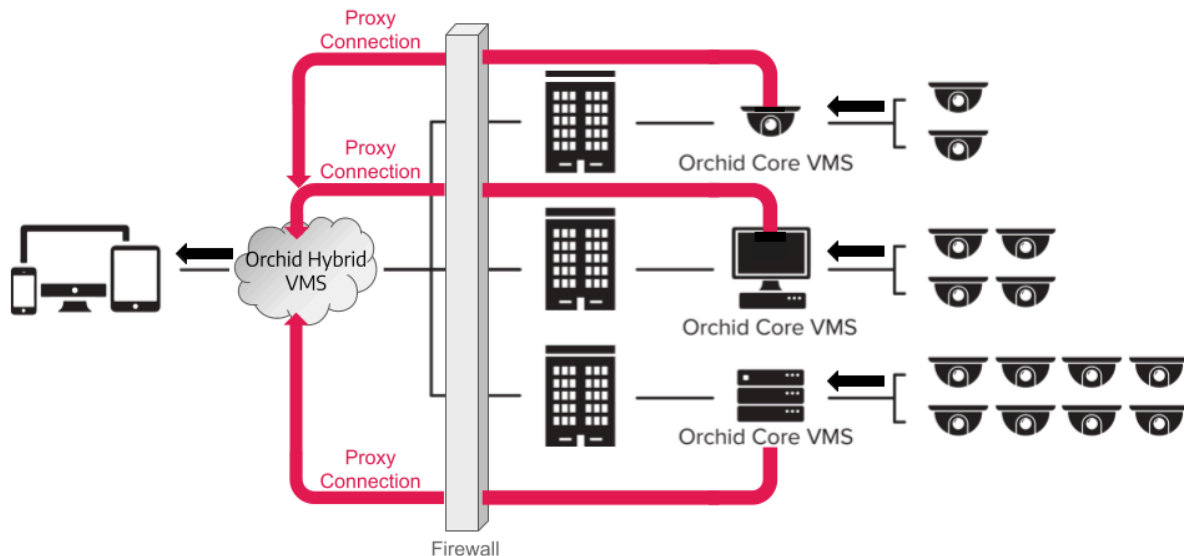 Proxy
Connection
Orchid Core VMS
Proxy
Connection
Orchid Hybrid
VMS
Orchid Core VMS
Orchid Core VMS
Proxy
Connection
Firewall